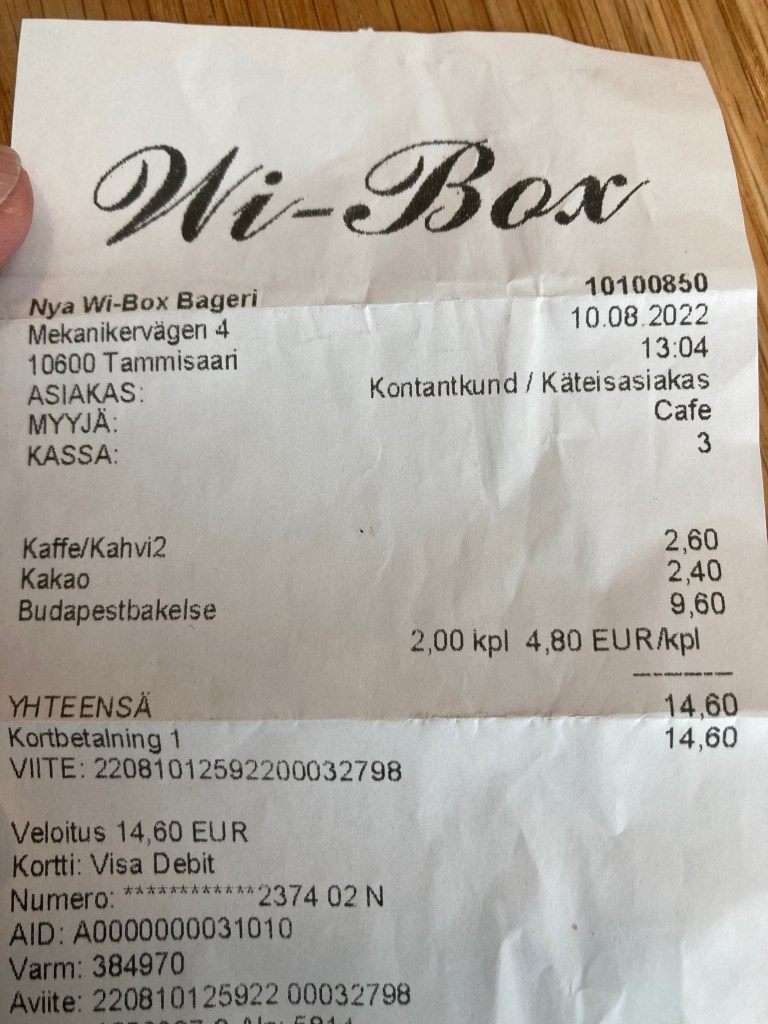 Wi-Box
Nya Wi-Box Bageri 10100850
Mekanikervägen 4 10.08.2022
10600 Tammisaari 13:04
ASIAKAS: Kontantkund / Käteisasiakas
MYYJÄ: Cafe
KASSA: 3
Kaffe/Kahvi2 2,60
Kakao 2,40
Budapestbakelse 9,60
2,00 kpl 4,80 EUR/kpl
YHTEENSÄ 14,60
Kortbetalning 1 14,60
VIITE: 22081012592200032798
Veloitus 14,60 EUR
Kortti: Visa Debit
Numero: ************2374 02 N
AID: A0000000031010
Varm: 384970
Aviite: 220810125922 00032798